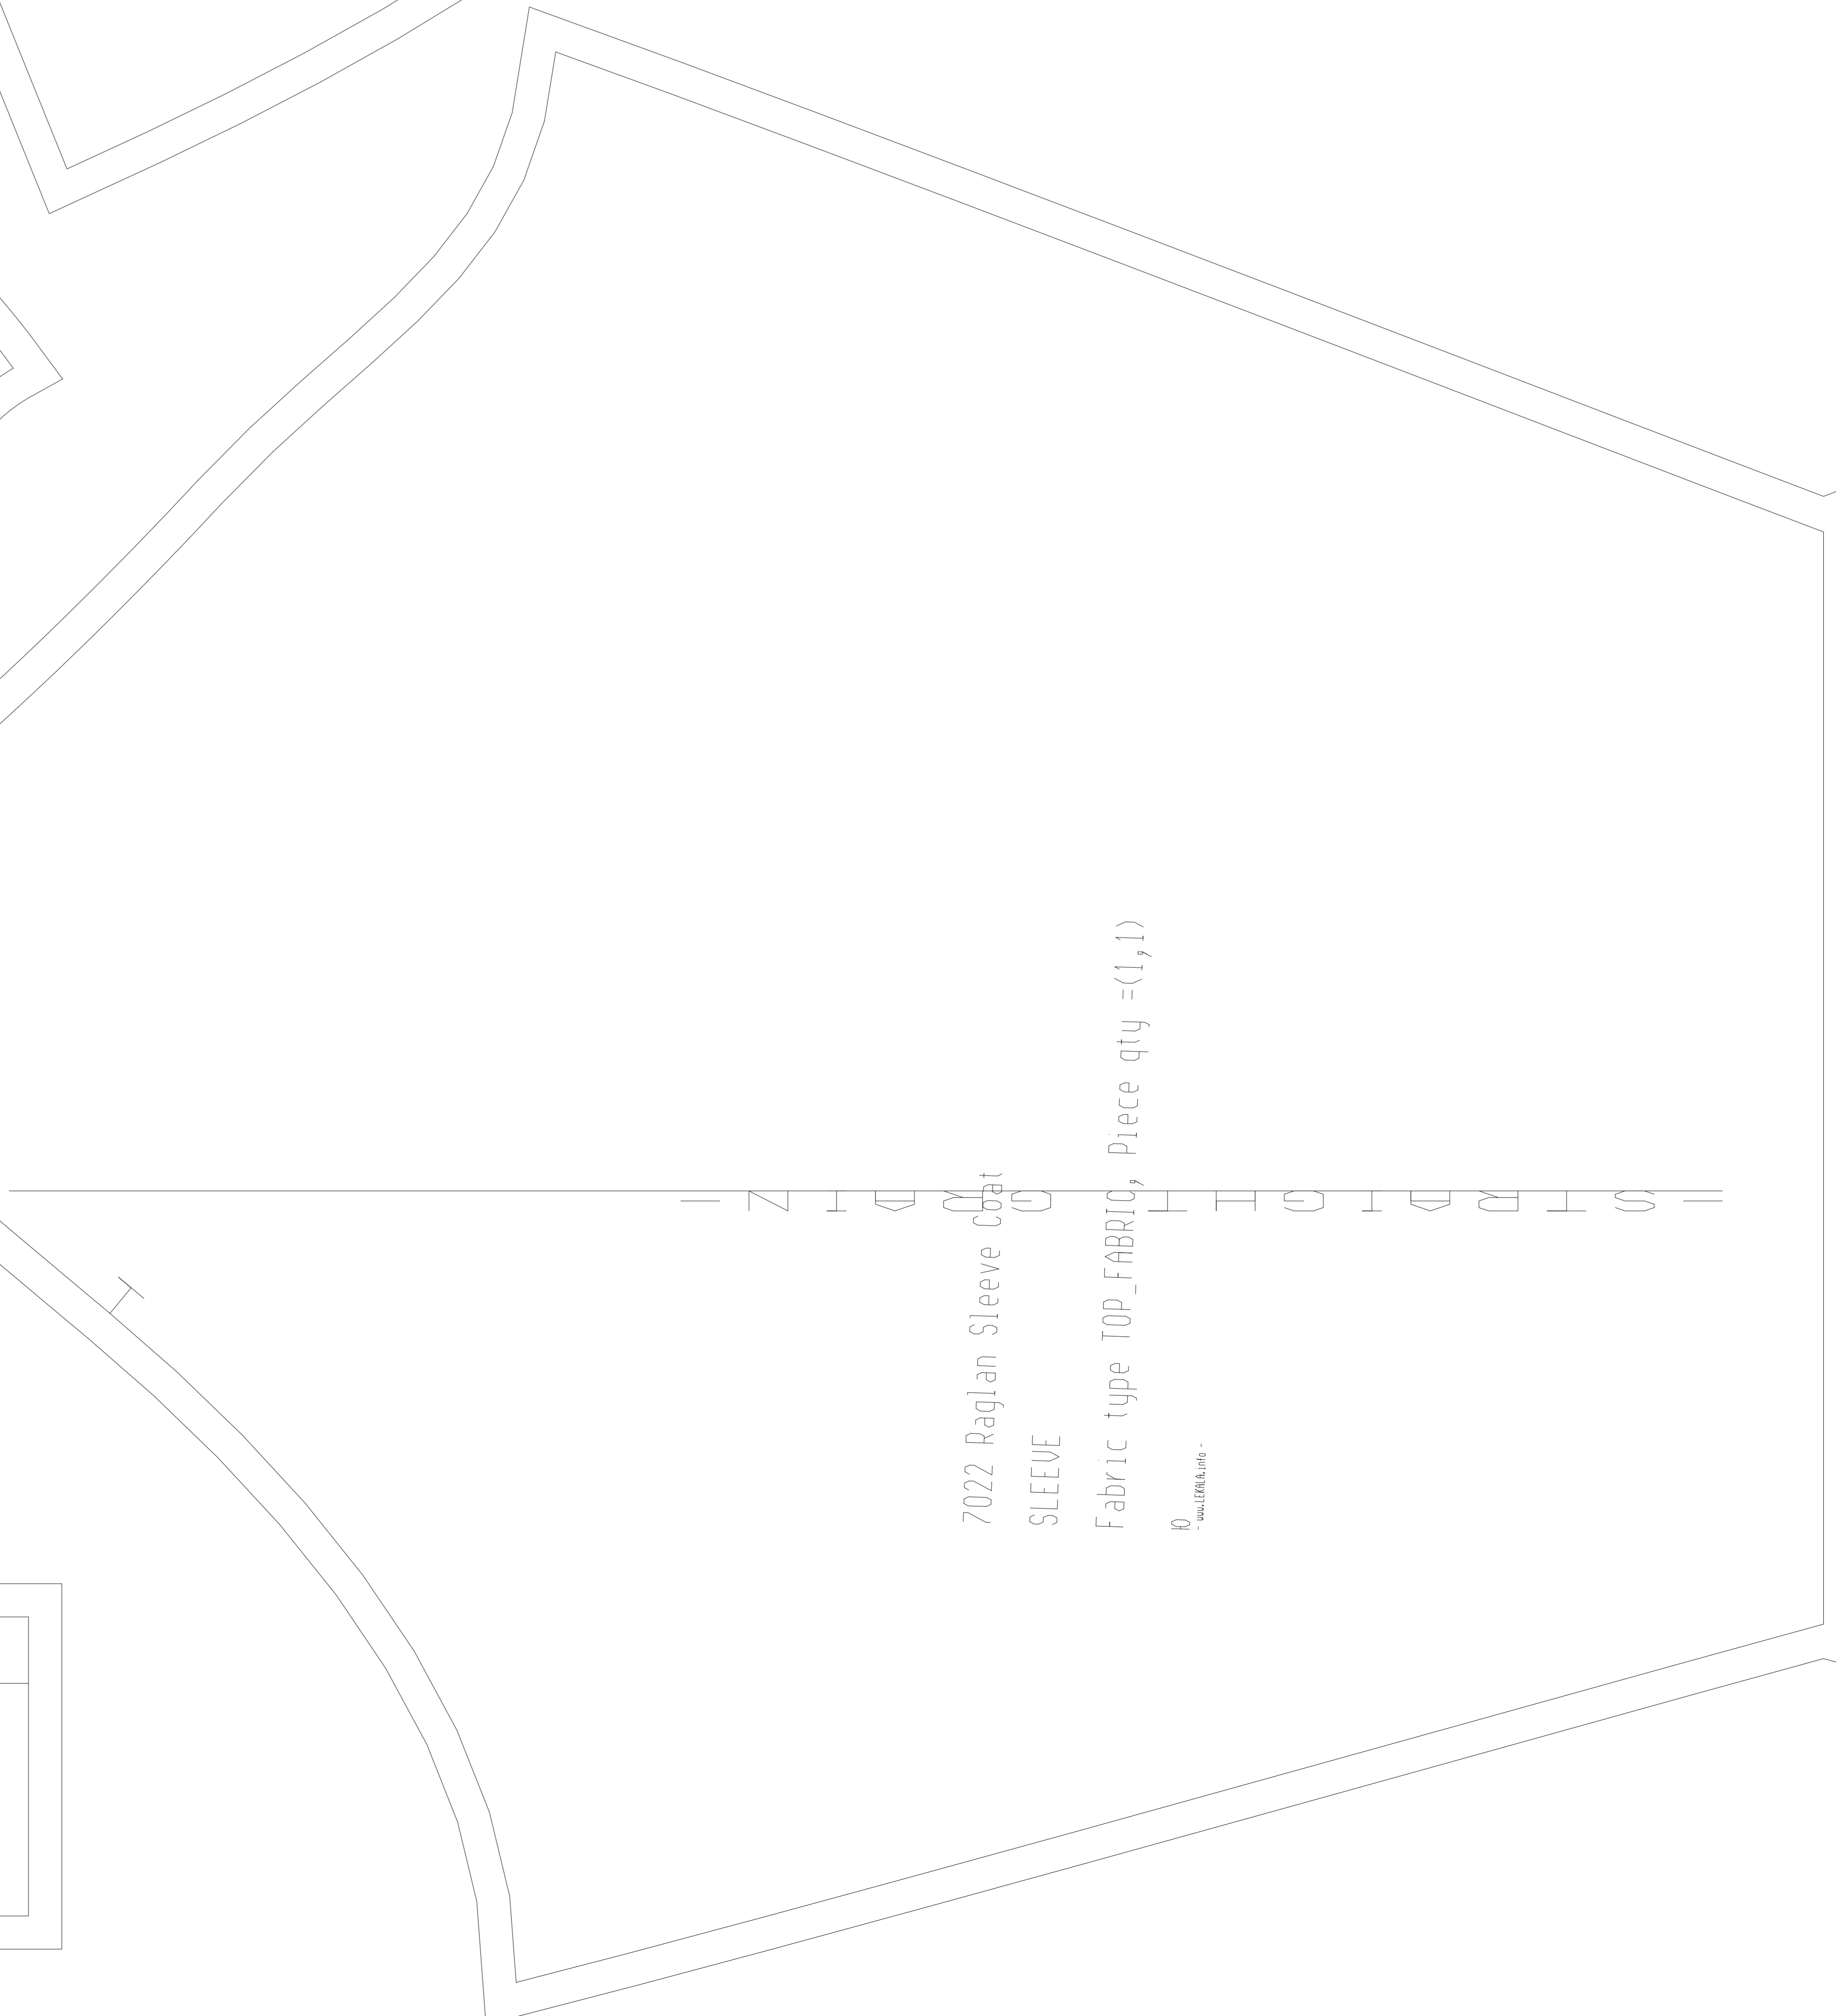 7022 Raglan Sleeve Coat
SLEEVE
Fabric type TOP_FABRIC, Piece qty =(1,1)
- www.LEKALA.info -
- STRAIGHT GRAIN -